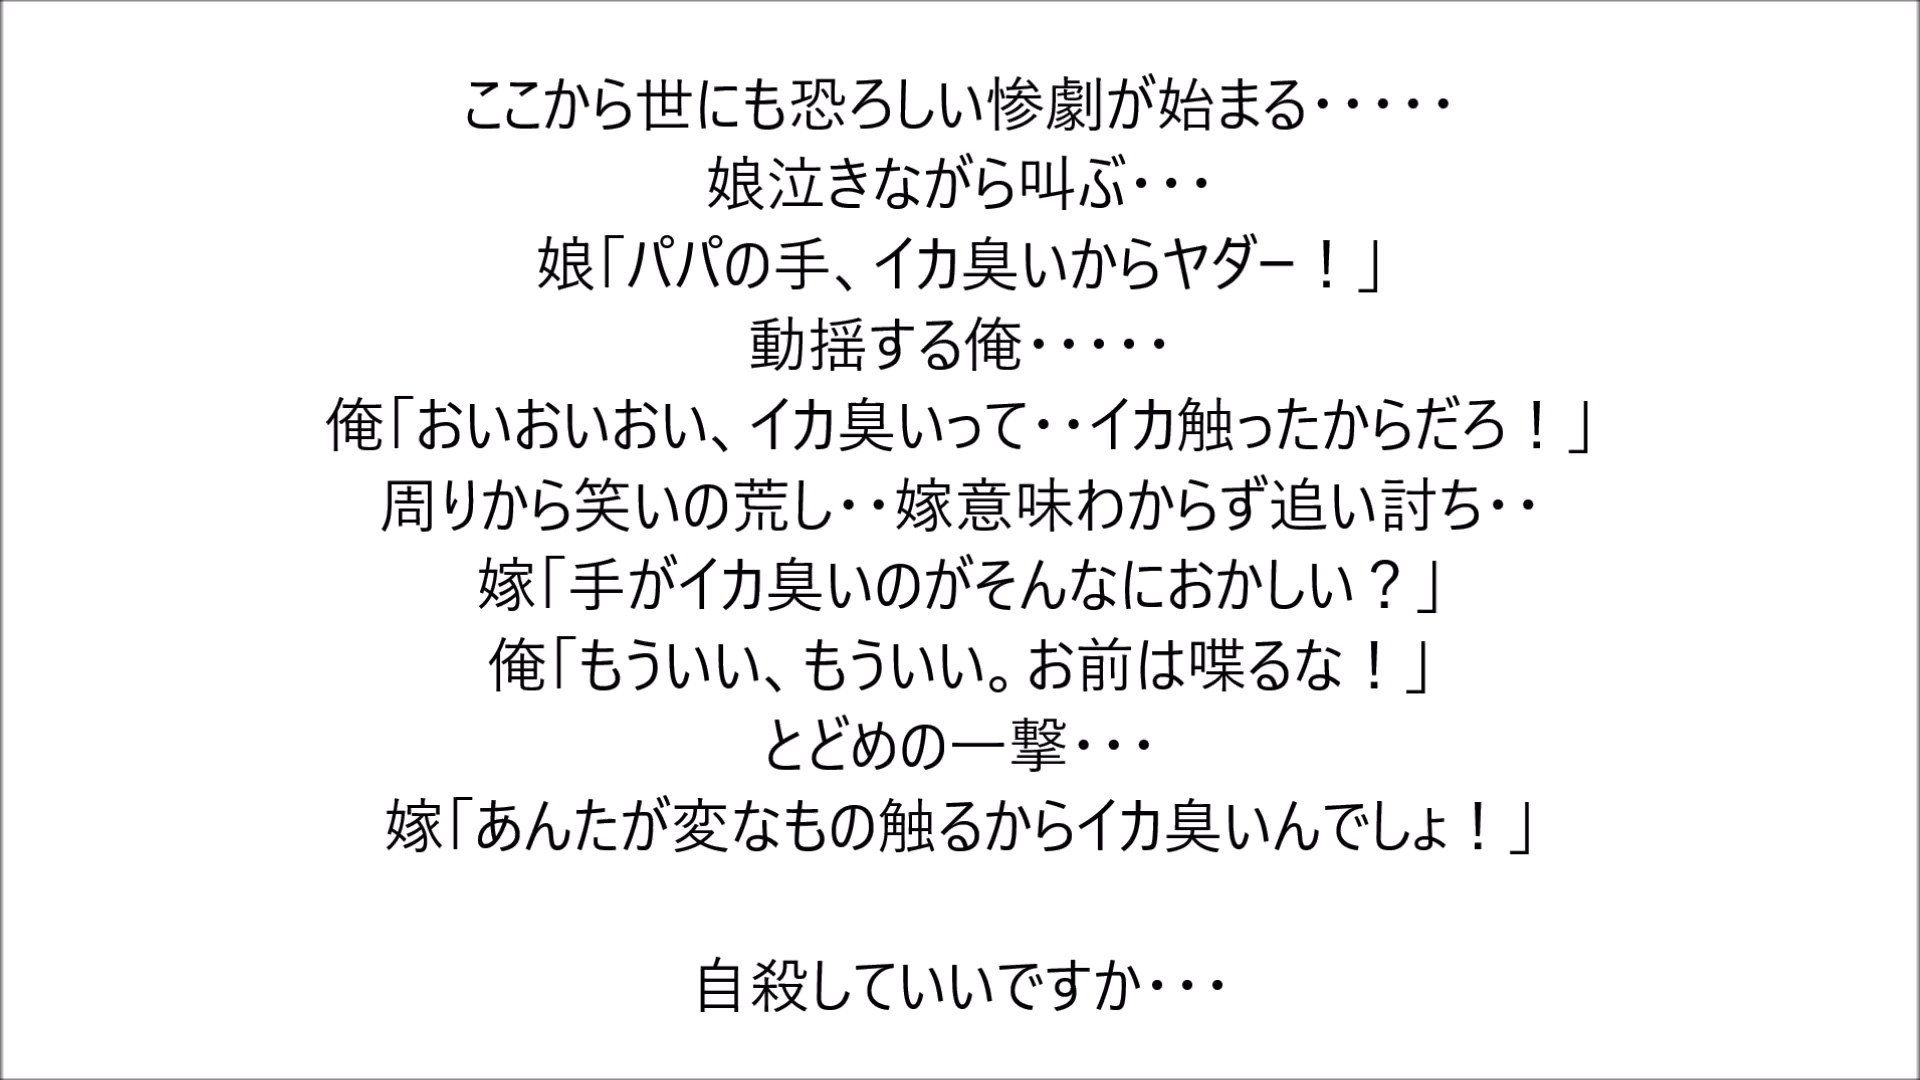 ここから世にも恐ろしい惨劇が始まる・・・・・
娘泣きながら叫ぶ・・・
娘「パパの手、イカ臭いからヤダー！」
動揺する俺・・・・・
俺「おいおいおい、イカ臭いって・・イカ触ったからだろ！」
周りから笑いの荒し・・嫁意味わからず追い討ち・・
嫁「手がイカ臭いのがそんなにおかしい？」
俺「もういい、もういい。お前は喋るな！」
とどめの一撃・・・
嫁「あんたが変なもの触るからイカ臭いんでしょ！」
自殺していいですか・・・